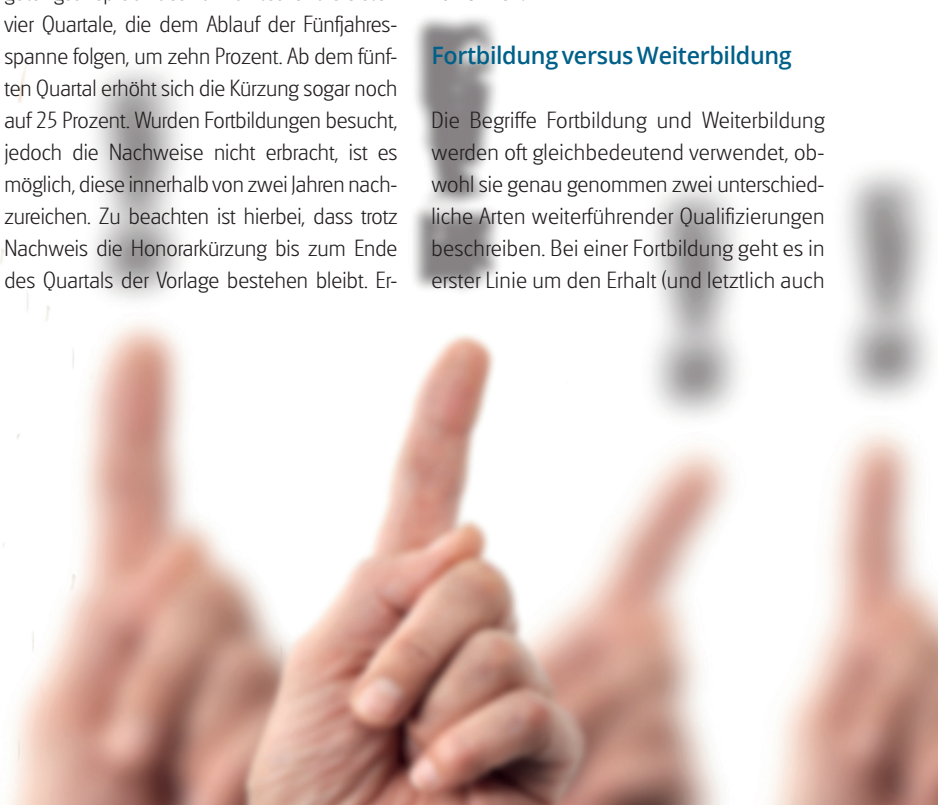 vier Quartale, die dem Ablauf der Fünfjahres-
spanne folgen, um zehn Prozent. Ab dem fünf-
ten Quartal erhöht sich die Kürzung sogar noch
auf 25 Prozent. Wurden Fortbildungen besucht,
jedoch die Nachweise nicht erbracht, ist es
möglich, diese innerhalb von zwei Jahren nach-
zureichen. Zu beachten ist hierbei, dass trotz
Nachweis die Honorarkürzung bis zum Ende
des Quartals der Vorlage bestehen bleibt. Er-
Fortbildung versus Weiterbildung
Die Begriffe Fortbildung und Weiterbildung
werden oft gleichbedeutend verwendet, ob-
wohl sie genau genommen zwei unterschied-
liche Arten weiterführender Qualifizierungen
beschreiben. Bei einer Fortbildung geht es in
erster Linie um den Erhalt (und letztlich auch